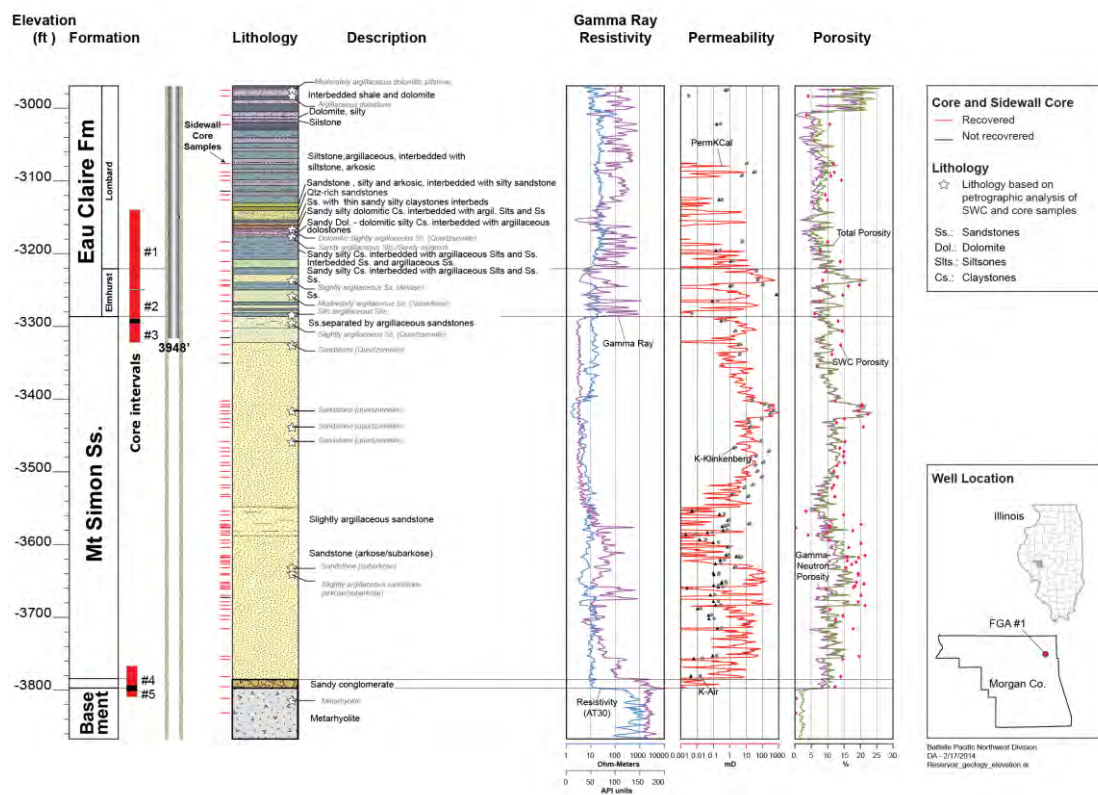 Elevation
(ft )
Formation
Lithology
Description
Gamma Ray
Resistivity
Permeability
Porosity
-3000
-3100
-3200
-3300
-3400
-3500
-3600
-3700
-3800
Eau Claire Fm
Lombard
Elmhurst
Mt Simon Ss.
Base
ment
#1
#2
#3
3948'
Core intervals
#4
#5
Sidewall
Core
Samples
Moderately argillaceous dolomitic siltstone,
Interbedded shale and dolomite
Argillaceous dolostone
Dolomite, silty
Silstone
Siltstone,argillaceous, interbedded with
siltstone, arkosic
Sandstone , silty and arkosic, interbedded with silty sandstone
Qtz-rich sandstones
Ss. with thin sandy silty claystones interbeds
Sandy silty dolomitic Cs. interbedded with argil. Slts and Ss
Sandy Dol. - dolomitic silty Cs. interbedded with argillaceous
dolostones
Dolomitic slightly argillaceous Ss. (Quartzarenite)
Sandy silty Cs. interbedded with argillaceous Slts and Ss.
Interbedded Ss. and argillaceous Ss.
Sandy silty Cs. interbedded with argillaceous Slts and Ss.
Ss.
Slightly argillaceous Ss. (Arkose)
Ss.
Moderately argillaceous Ss. (Subarkose)
Slts argillaceous Slts.
Ss.separated by argillaceous sandstones
Slightly argillaceous Ss. (Quartzarenite)
Sandstone (Quartzarenite)
Sandstone (quartzarenite)
Sandstone (quartzarenite)
Sandstone (quartzarenite)
Slightly argillaceous sandstone
Sandstone (arkose/subarkose)
Sandstone (subarkose)
Slightly argillaceous sandstone
(arkose/subarkose)
Sandy conglomerate
Metarhyolite
Metarhyolite
Gamma Ray
Resistivity
(AT30)
PermKCal
K-Klinkenberg
K-Air
Total Porosity
SWC Porosity
Gamma-
Neutron
Porosity
1 10 100 1000 10000
Ohm-Meters
0 50 100 150 200
API units
0.001 0.01 0.1 1 10 100 1000
mD
0 5 10 15 20 25 30
%
Core and Sidewall Core
Recovered
Not recovrered
Lithology
Lithology based on
petrographic analysis of
SWC and core samples
Ss.: Sandstones
Dol.: Dolomite
Slts.: Siltsones
Cs.: Claystones
Well Location
Illinois
FGA #1
Morgan Co.
Battelle Pacific Northwest Division
DA - 2/17/2014
Reservoir_geology_elevation ai